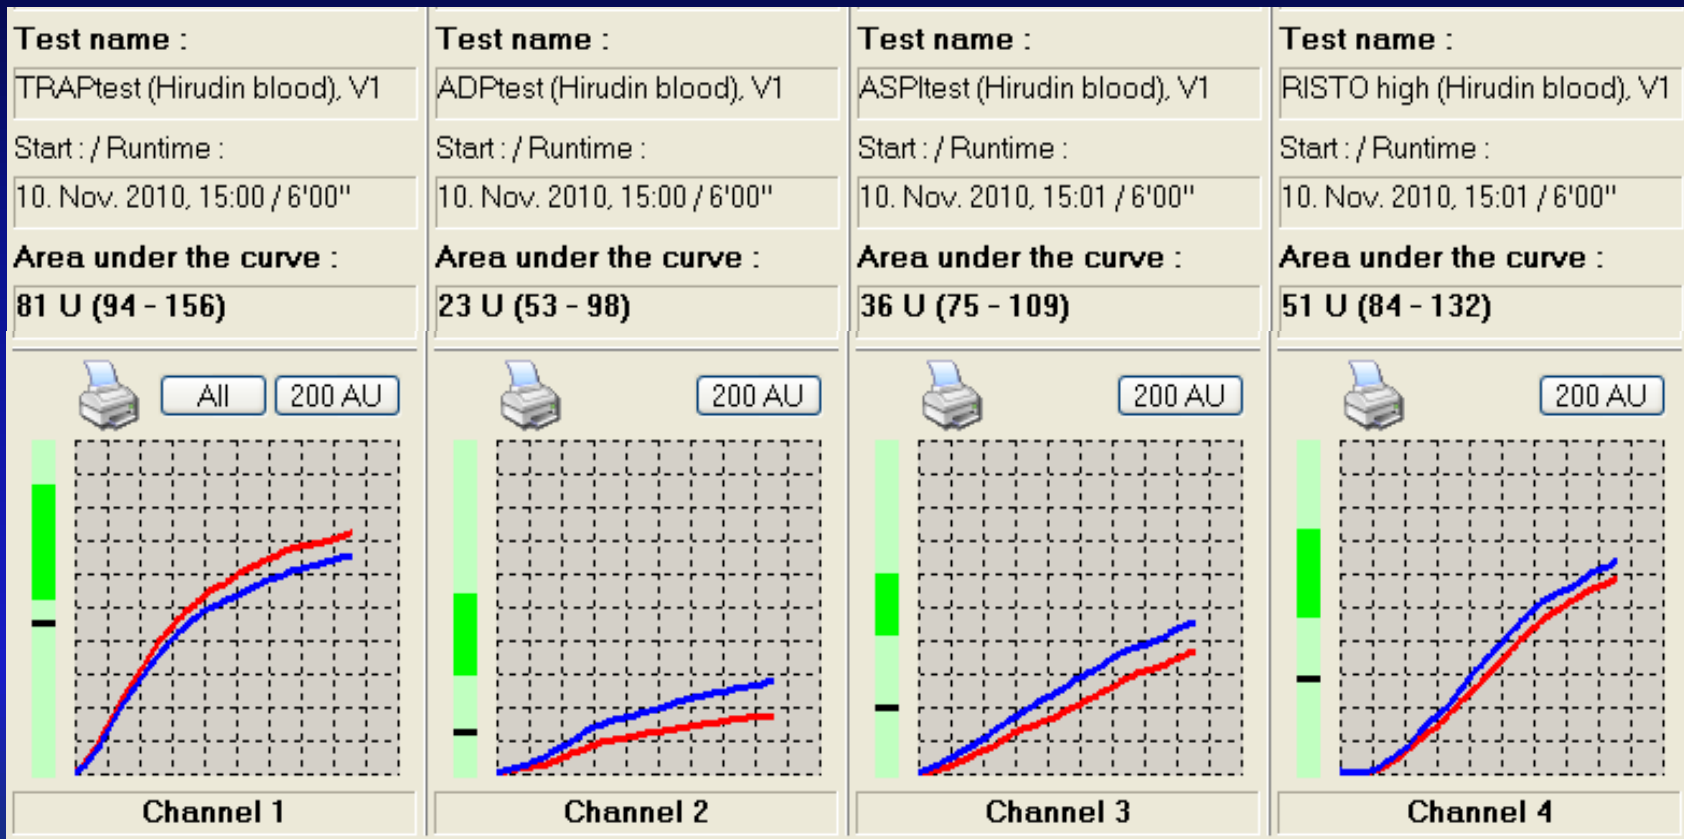 Test name :
TRAPtest (Hirudin blood), V1
Start : / Runtime :
10. Nov. 2010, 15:00 / 6'00"
Area under the curve :
81 U (94 - 156)
All
200 AU
Channel 1
Test name :
ADPtest (Hirudin blood), V1
Start : / Runtime :
10. Nov. 2010, 15:00 / 6'00"
Area under the curve :
23 U (53 - 98)
200 AU
Channel 2
Test name :
ASPItest (Hirudin blood), V1
Start : / Runtime :
10. Nov. 2010, 15:01 / 6'00"
Area under the curve :
36 U (75 - 109)
200 AU
Channel 3
Test name :
RISTO high (Hirudin blood), V1
Start : / Runtime :
10. Nov. 2010, 15:01 / 6'00"
Area under the curve :
51 U (84 - 132)
200 AU
Channel 4